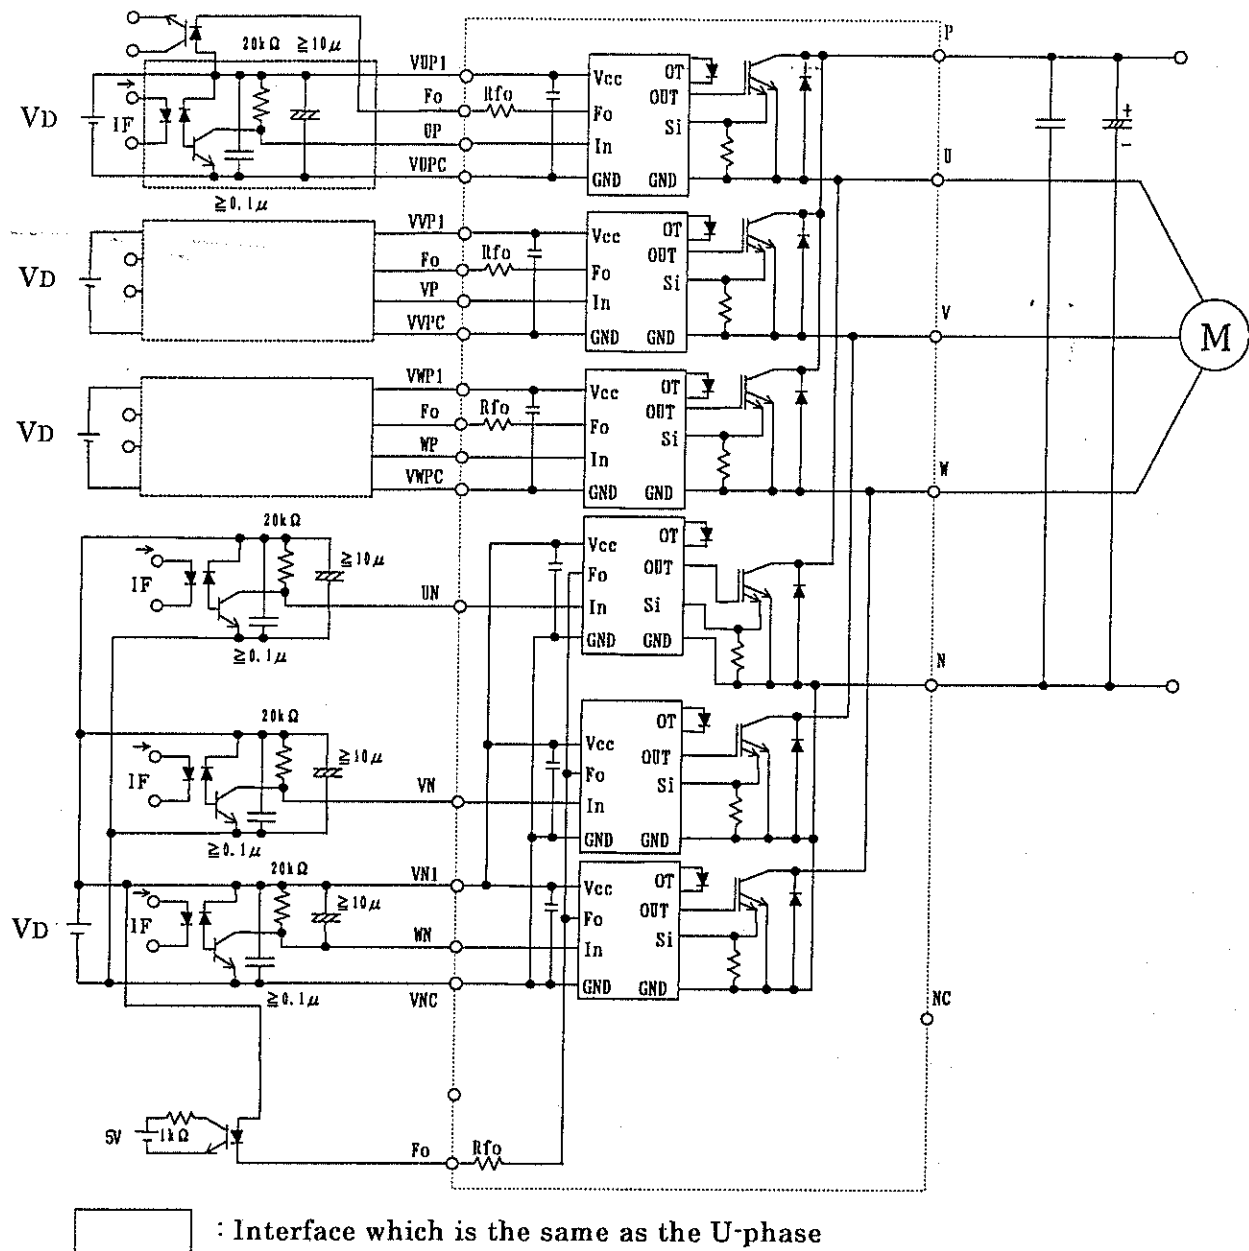 20kΩ ≧10μ
VUP1
P
VD
IF
Fo
Rfo
UP
VUPC
≧0.1μ
Vcc
OT
OUT
Fo
Si
In
GND
GND
U
+
-
VVP1
VD
Fo
Rfo
VP
VVPC
Vcc
OT
OUT
Fo
Si
In
GND
GND
V
M
VWP1
VD
Fo
Rfo
WP
VWPC
Vcc
OT
OUT
Fo
Si
In
GND
GND
W
20kΩ
IF
≧10μ
UN
≧0.1μ
Vcc
OT
OUT
Fo
Si
In
GND
GND
N
20kΩ
IF
≧10μ
VN
≧0.1μ
OT
Vcc
OUT
Fo
Si
In
GND
GND
20kΩ
VN1
VD
IF
≧10μ
WN
VNC
≧0.1μ
Vcc
OT
OUT
Fo
Si
In
GND
GND
NC
5V
1kΩ
Fo
Rfo
: Interface which is the same as the U-phase